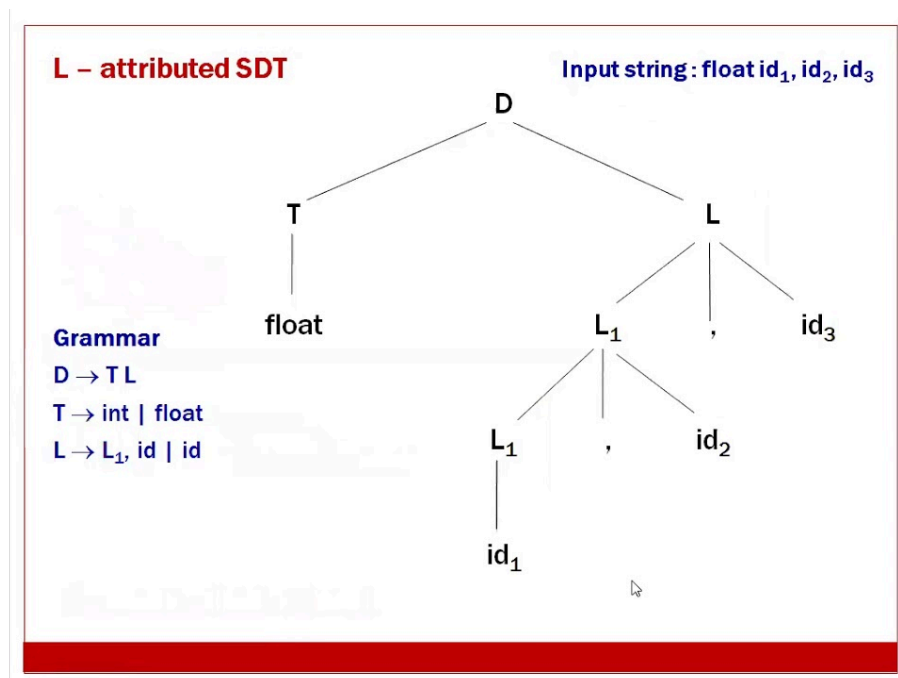 L – attributed SDT
Input string : float id₁, id₂, id₃
D
T L
float L₁ , id₃
Grammar
D → T L
T → int | float
L → L₁, id | id
L₁ , id₂
id₁